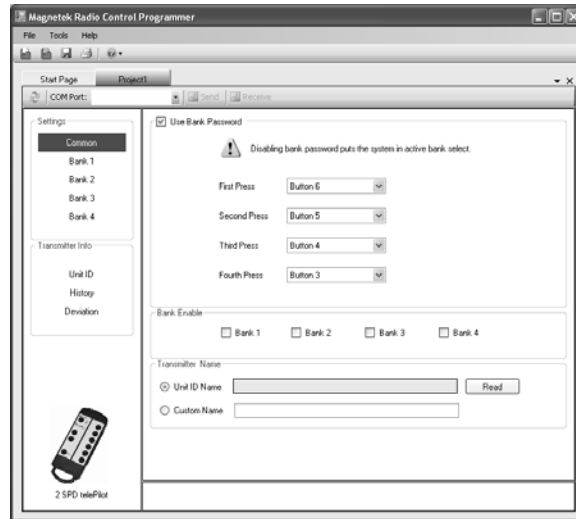 Magnetek Radio Control Programmer
File Tools Help
Start Page Project1
COM Port: Send Receive
Settings
Common
Bank 1
Bank 2
Bank 3
Bank 4
Transmitter Info
Unit ID
History
Deviation
2 SPD telePilot
Use Bank Password
Disabling bank password puts the system in active bank select.
First Press Button 6
Second Press Button 5
Third Press Button 4
Fourth Press Button 3
Bank Enable
Bank 1 Bank 2 Bank 3 Bank 4
Transmitter Name
Unit ID Name Read
Custom Name